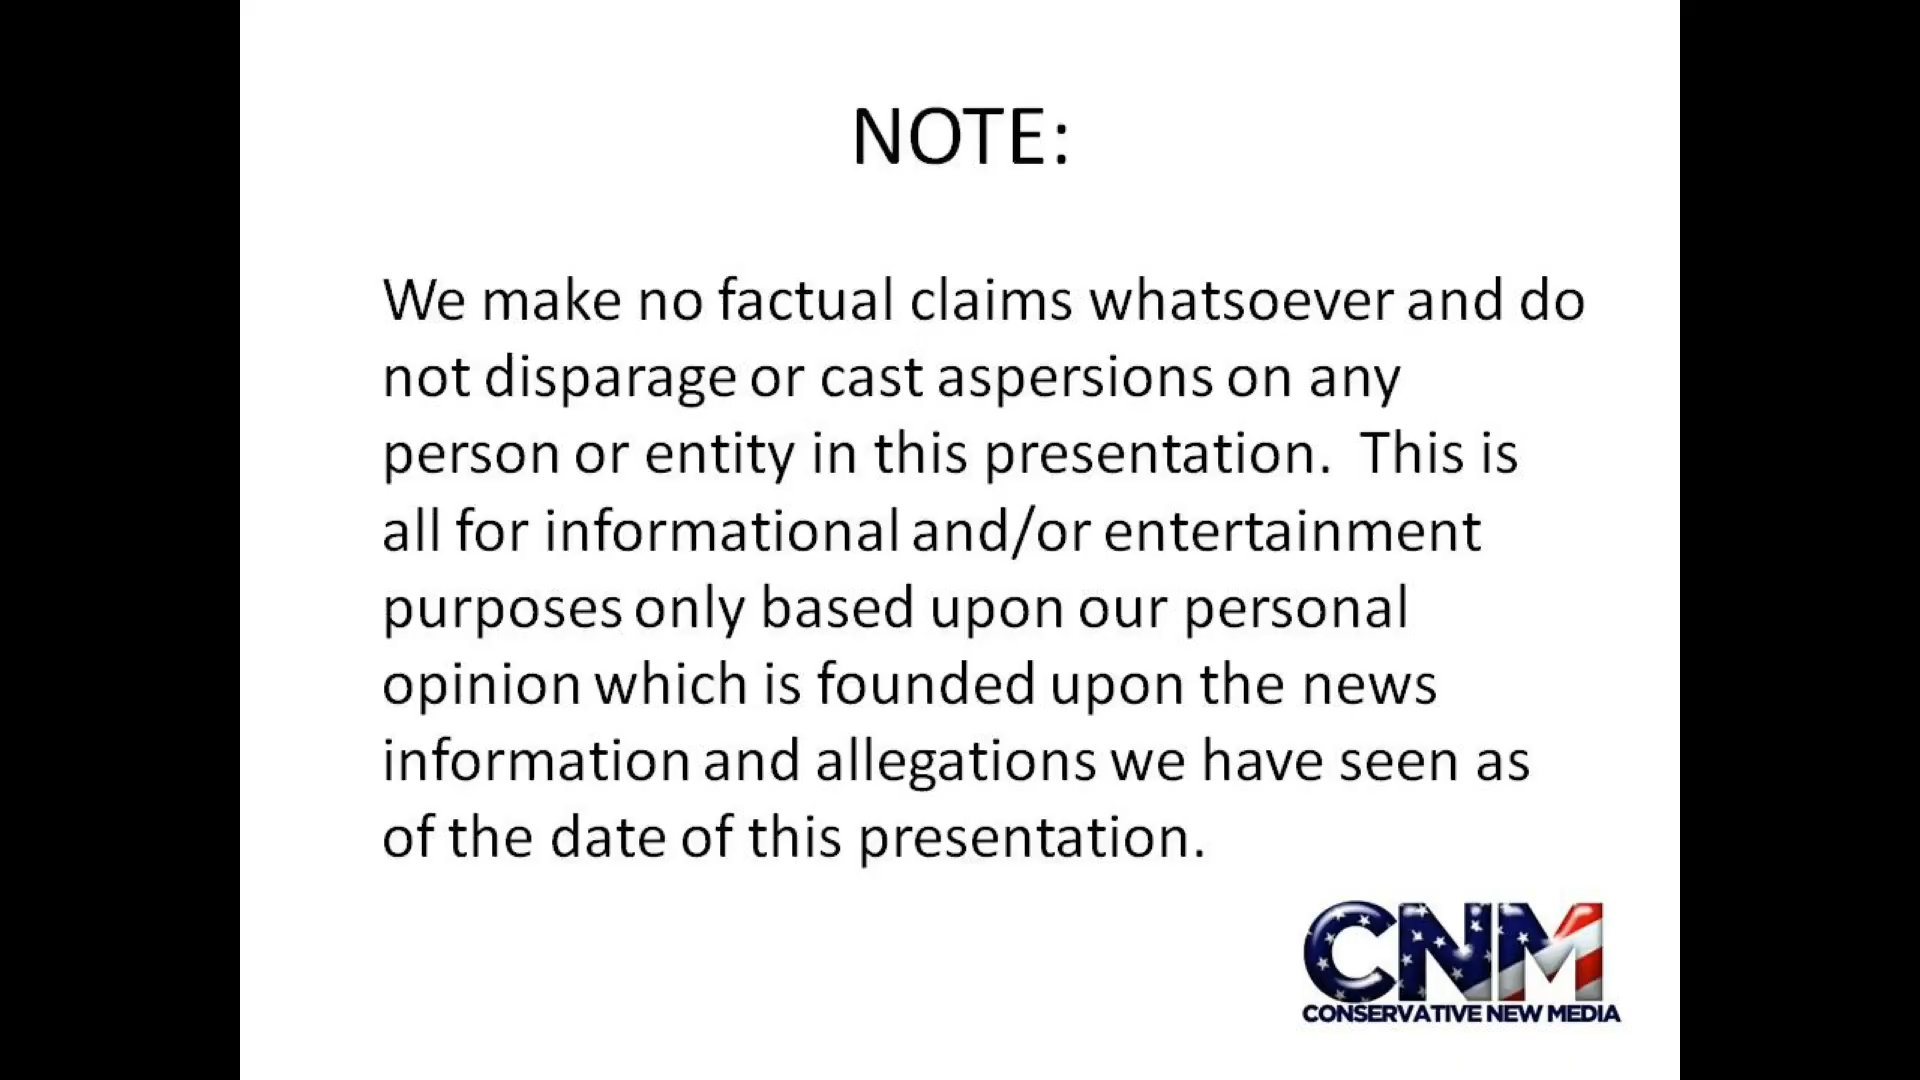 NOTE:
We make no factual claims whatsoever and do
not disparage or cast aspersions on any
person or entity in this presentation.  This is
all for informational and/or entertainment
purposes only based upon our personal
opinion which is founded upon the news
information and allegations we have seen as
of the date of this presentation.
CNM
CONSERVATIVE NEW MEDIA